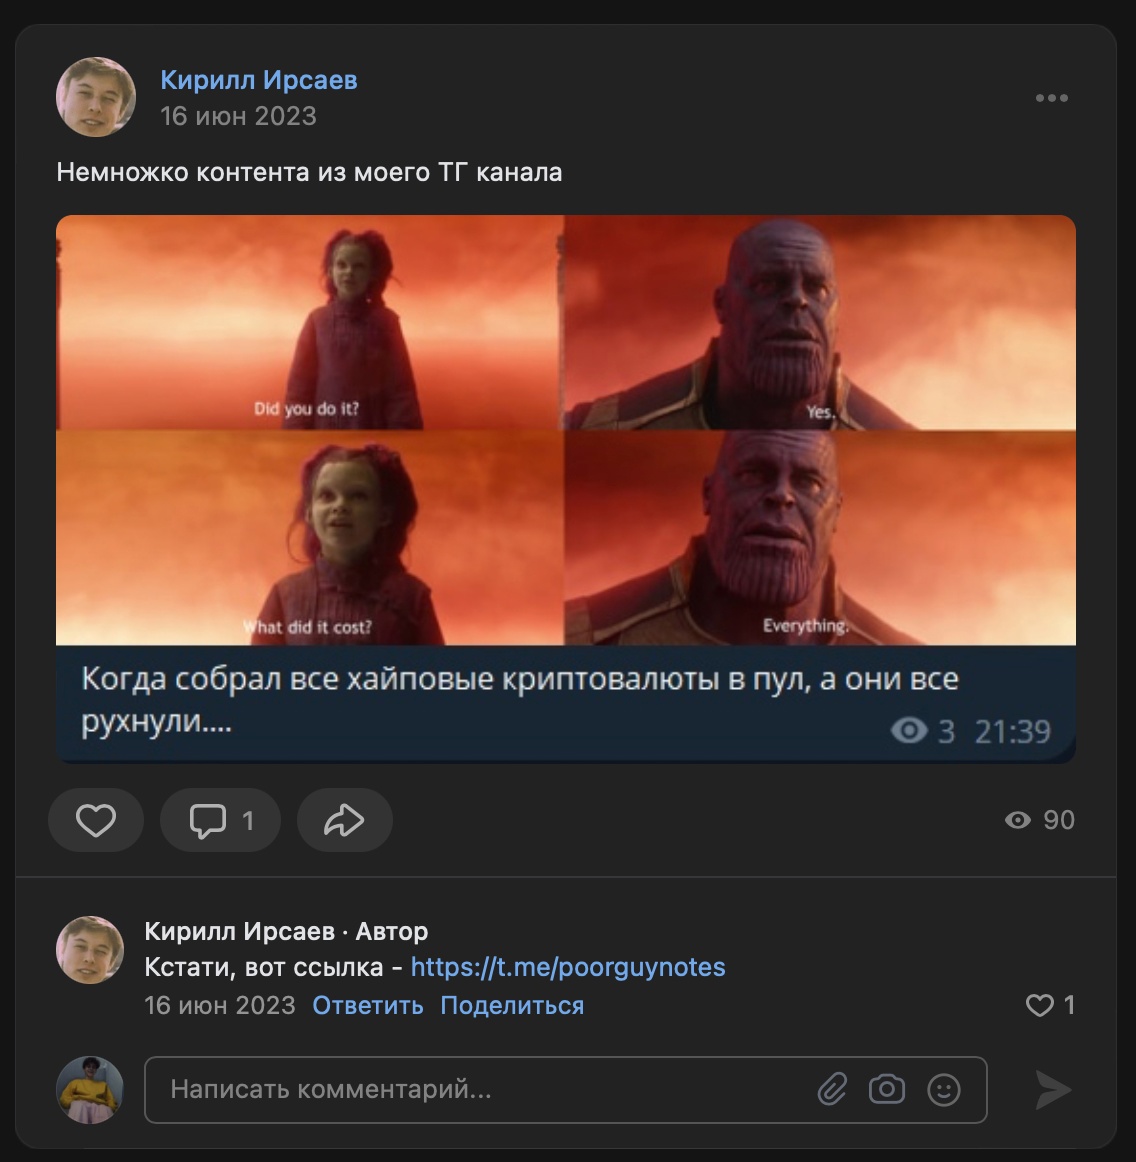 Кирилл Ирсаев
16 июн 2023
Немножко контента из моего ТГ канала
Did you do it?
Yes.
What did it cost?
Everything.
Когда собрал все хайповые криптовалюты в пул, а они все
рухнули....
3 21:39
1
90
Кирилл Ирсаев · Автор
Кстати, вот ссылка - https://t.me/poorguynotes
16 июн 2023 Ответить Поделиться
1
Написать комментарий...